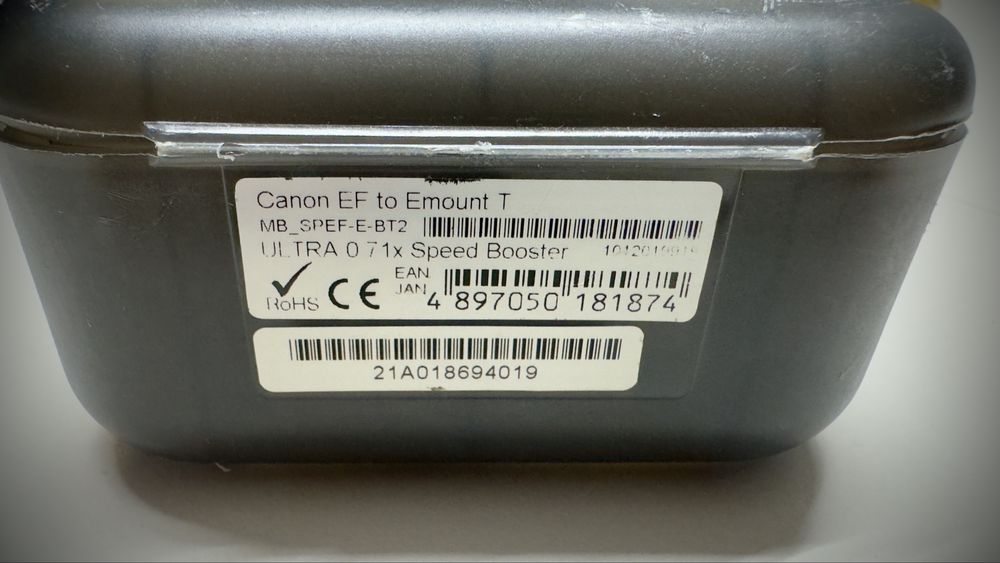 Canon EF to Emount T
MB_SPEF-E-BT2
ULTRA 0.71x Speed Booster
EAN
JAN
RoHS CE
4 897050 181874
21A018694019